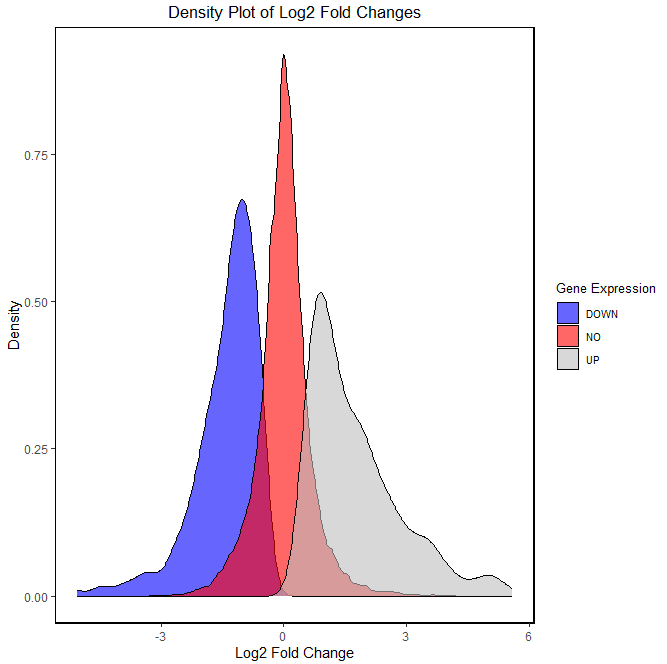 Density Plot of Log2 Fold Changes
0.75
0.50
0.25
0.00
Density
-3
0
3
6
Log2 Fold Change
Gene Expression
DOWN
NO
UP